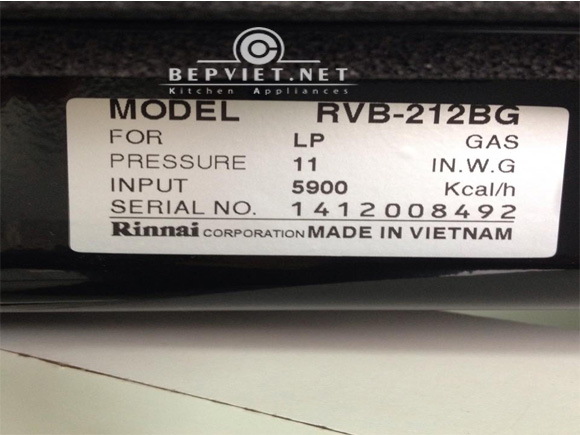 BEPVIET.NET
Kitchen Appliances
MODEL RVB-212BG
FOR LP GAS
PRESSURE 11 IN.W.G
INPUT 5900 Kcal/h
SERIAL NO. 1412008492
Rinnai CORPORATION MADE IN VIETNAM